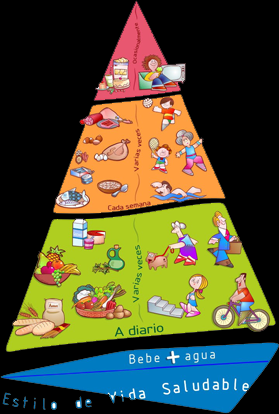 Ocasionalmente
Varias veces
Cada semana
Varias veces
A diario
Bebe + agua
Estilo de Vida Saludable